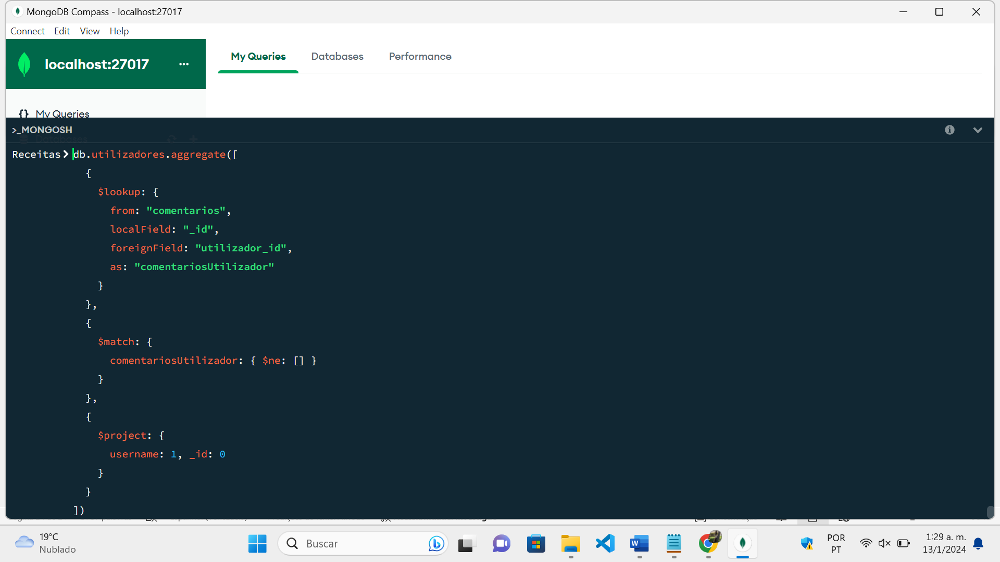 MongoDB Compass - localhost:27017
Connect Edit View Help
localhost:27017 ...
My Queries Databases Performance
{} My Queries
>_MONGOSH
Databases
Receitas> db.utilizadores.aggregate([
{
$lookup: {
from: "comentarios",
localField: "_id",
foreignField: "utilizador_id",
as: "comentariosUtilizador"
}
},
{
$match: {
comentariosUtilizador: { $ne: [] }
}
},
{
$project: {
username: 1, _id: 0
}
}
])
19°C
Nublado
Buscar
POR
PT
1:29 a. m.
13/1/2024